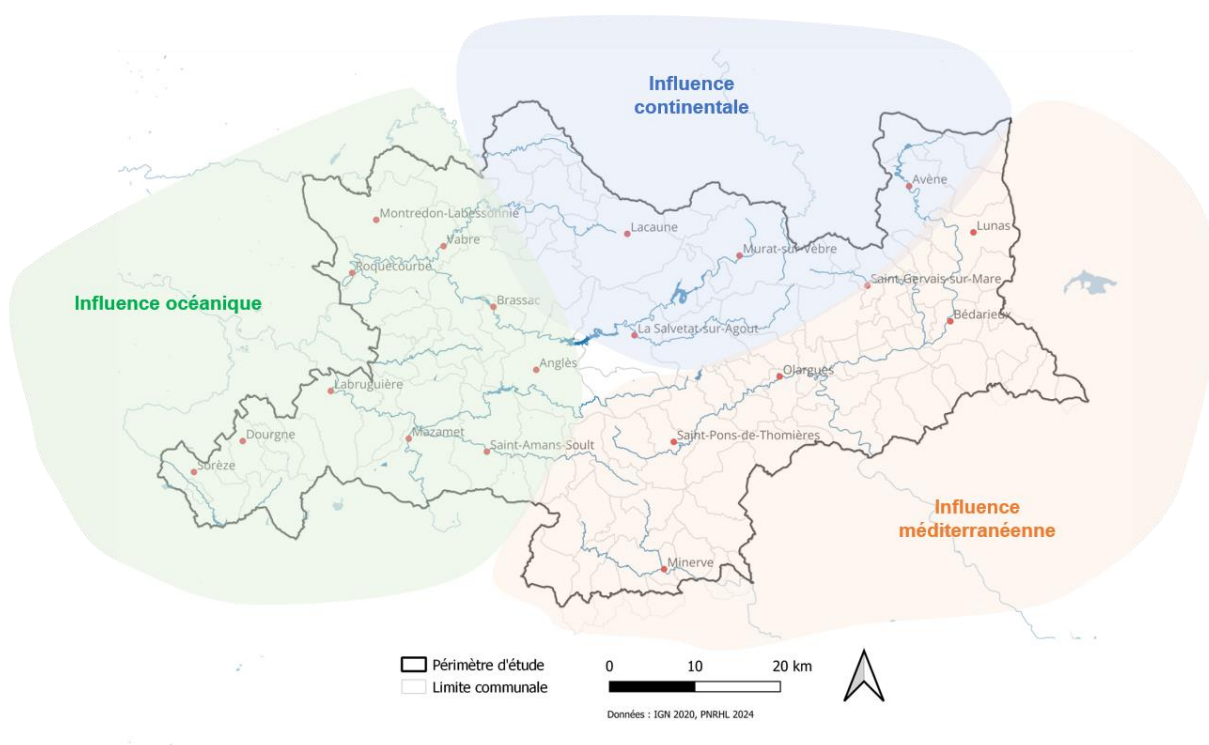 Influence
continentale
Avène
Montredon-Labessonnié
Lacaune
Lunas
Vabre
Murat-sur-Vèbre
Roquecourbe
Saint-Gervais-sur-Mare
Influence océanique
Brassac
Bédarieux
La Salvetat-sur-Agout
Anglès
Olargues
Labruguière
Dourgne
Mazamet
Saint-Amans-Soult
Saint-Pons-de-Thomières
Sorèze
Influence
méditerranéenne
Minerve
Périmètre d'étude
Limite communale
0 10 20 km
Données : IGN 2020, PNRHL 2024